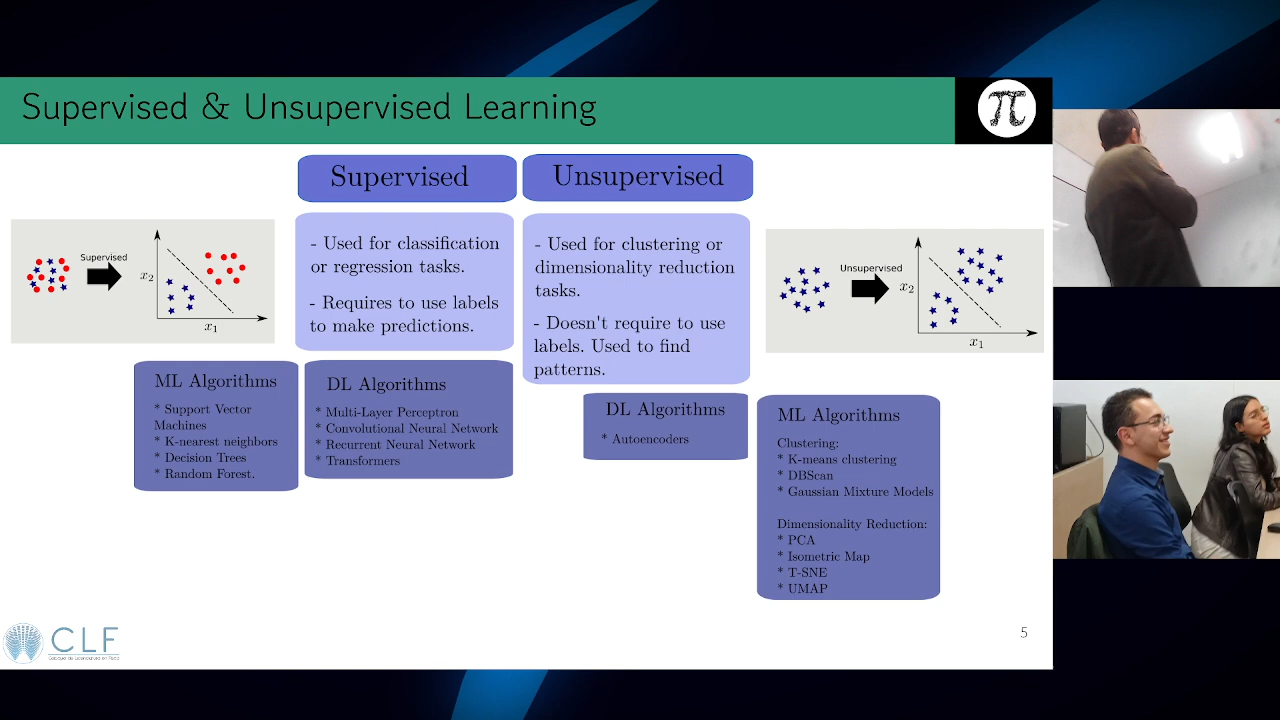 Supervised & Unsupervised Learning
π
Supervised
Unsupervised
Supervised
x₂
x₁
- Used for classification
or regression tasks.
- Requires to use labels
to make predictions.
- Used for clustering or
dimensionality reduction
tasks.
- Doesn't require to use
labels. Used to find
patterns.
Unsupervised
x₂
x₁
ML Algorithms
* Support Vector
Machines
* K-nearest neighbors
* Decision Trees
* Random Forest.
DL Algorithms
* Multi-Layer Perceptron
* Convolutional Neural Network
* Recurrent Neural Network
* Transformers
DL Algorithms
* Autoencoders
ML Algorithms
Clustering:
* K-means clustering
* DBScan
* Gaussian Mixture Models
Dimensionality Reduction:
* PCA
* Isometric Map
* T-SNE
* UMAP
CLF
5